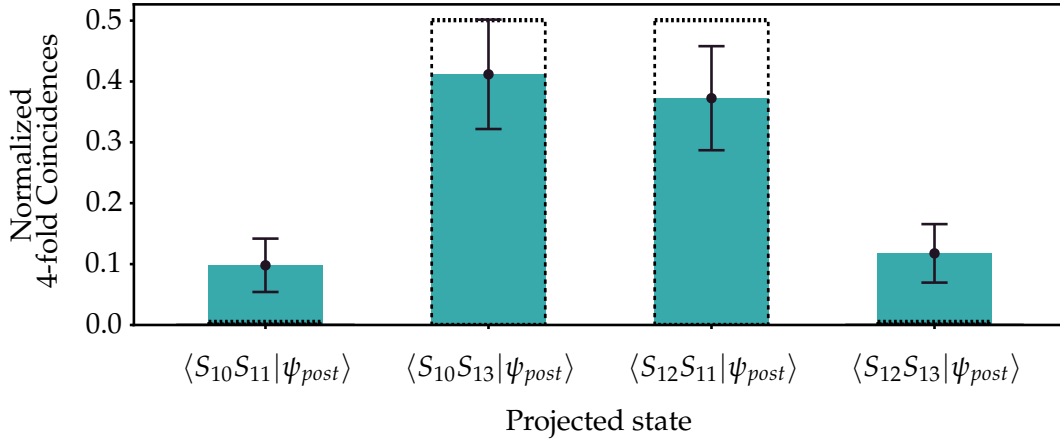 Normalized
4-fold Coincidences
0.5
0.4
0.3
0.2
0.1
0.0
⟨S₁₀S₁₁|ψₚₒₛₜ⟩
⟨S₁₀S₁₃|ψₚₒₛₜ⟩
⟨S₁₂S₁₁|ψₚₒₛₜ⟩
⟨S₁₂S₁₃|ψₚₒₛₜ⟩
Projected state